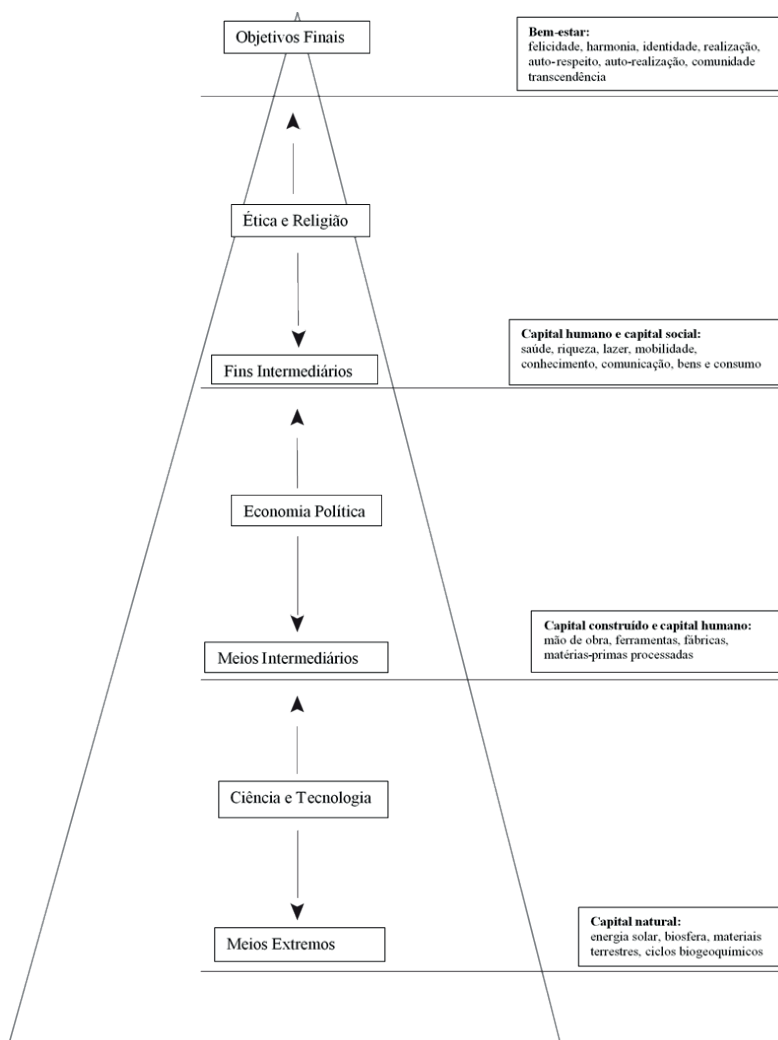 Objetivos Finais
Bem-estar:
felicidade, harmonia, identidade, realização,
auto-respeito, auto-realização, comunidade
transcendência
Ética e Religião
Capital humano e capital social:
saúde, riqueza, lazer, mobilidade,
conhecimento, comunicação, bens e consumo
Fins Intermediários
Economia Política
Capital construído e capital humano:
mão de obra, ferramentas, fábricas,
matérias-primas processadas
Meios Intermediários
Ciência e Tecnologia
Capital natural:
energia solar, biosfera, materiais
terrestres, ciclos biogeoquímicos
Meios Extremos